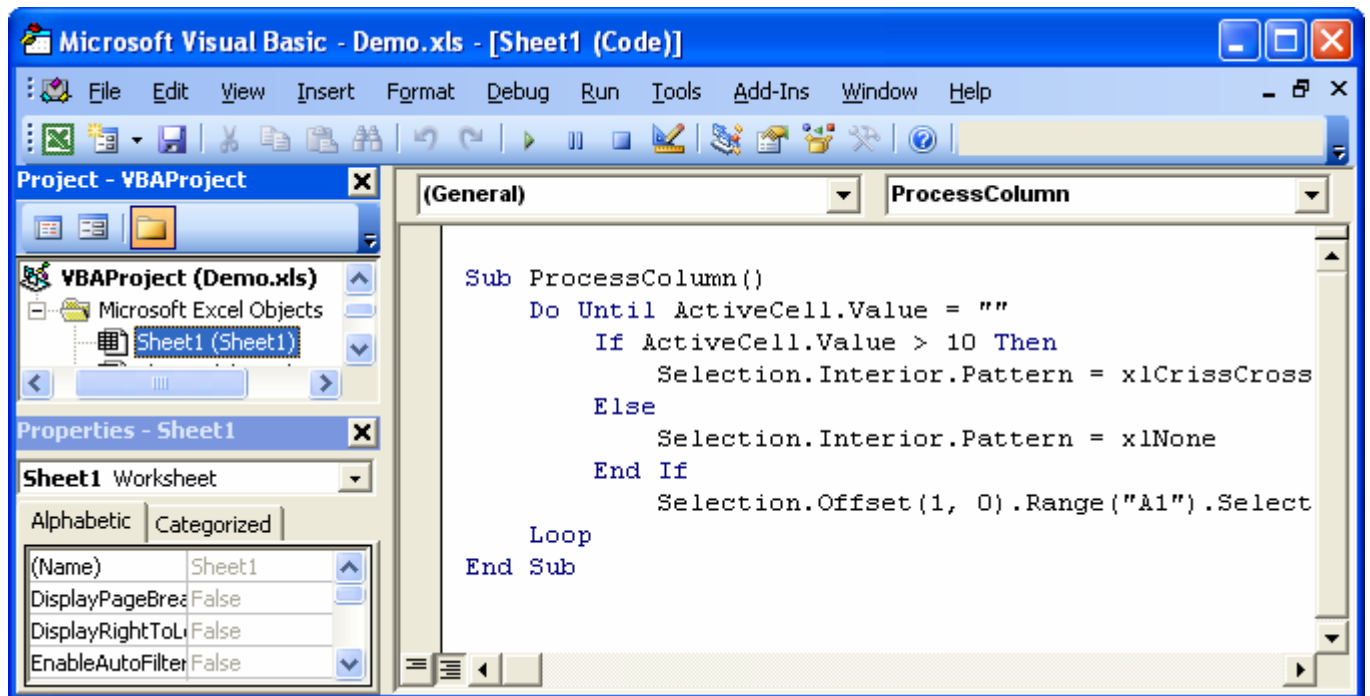 Microsoft Visual Basic - Demo.xls - [Sheet1 (Code)]
File Edit View Insert Format Debug Run Tools Add-Ins Window Help
Project - VBAProject
(General) ProcessColumn
VBAProject (Demo.xls)
Microsoft Excel Objects
Sheet1 (Sheet1)
Properties - Sheet1
Sheet1 Worksheet
Alphabetic Categorized
(Name) Sheet1
DisplayPageBrea False
DisplayRightToL False
EnableAutoFilter False
Sub ProcessColumn()
Do Until ActiveCell.Value = ""
If ActiveCell.Value > 10 Then
Selection.Interior.Pattern = xlCrissCross
Else
Selection.Interior.Pattern = xlNone
End If
Selection.Offset(1, 0).Range("A1").Select
Loop
End Sub